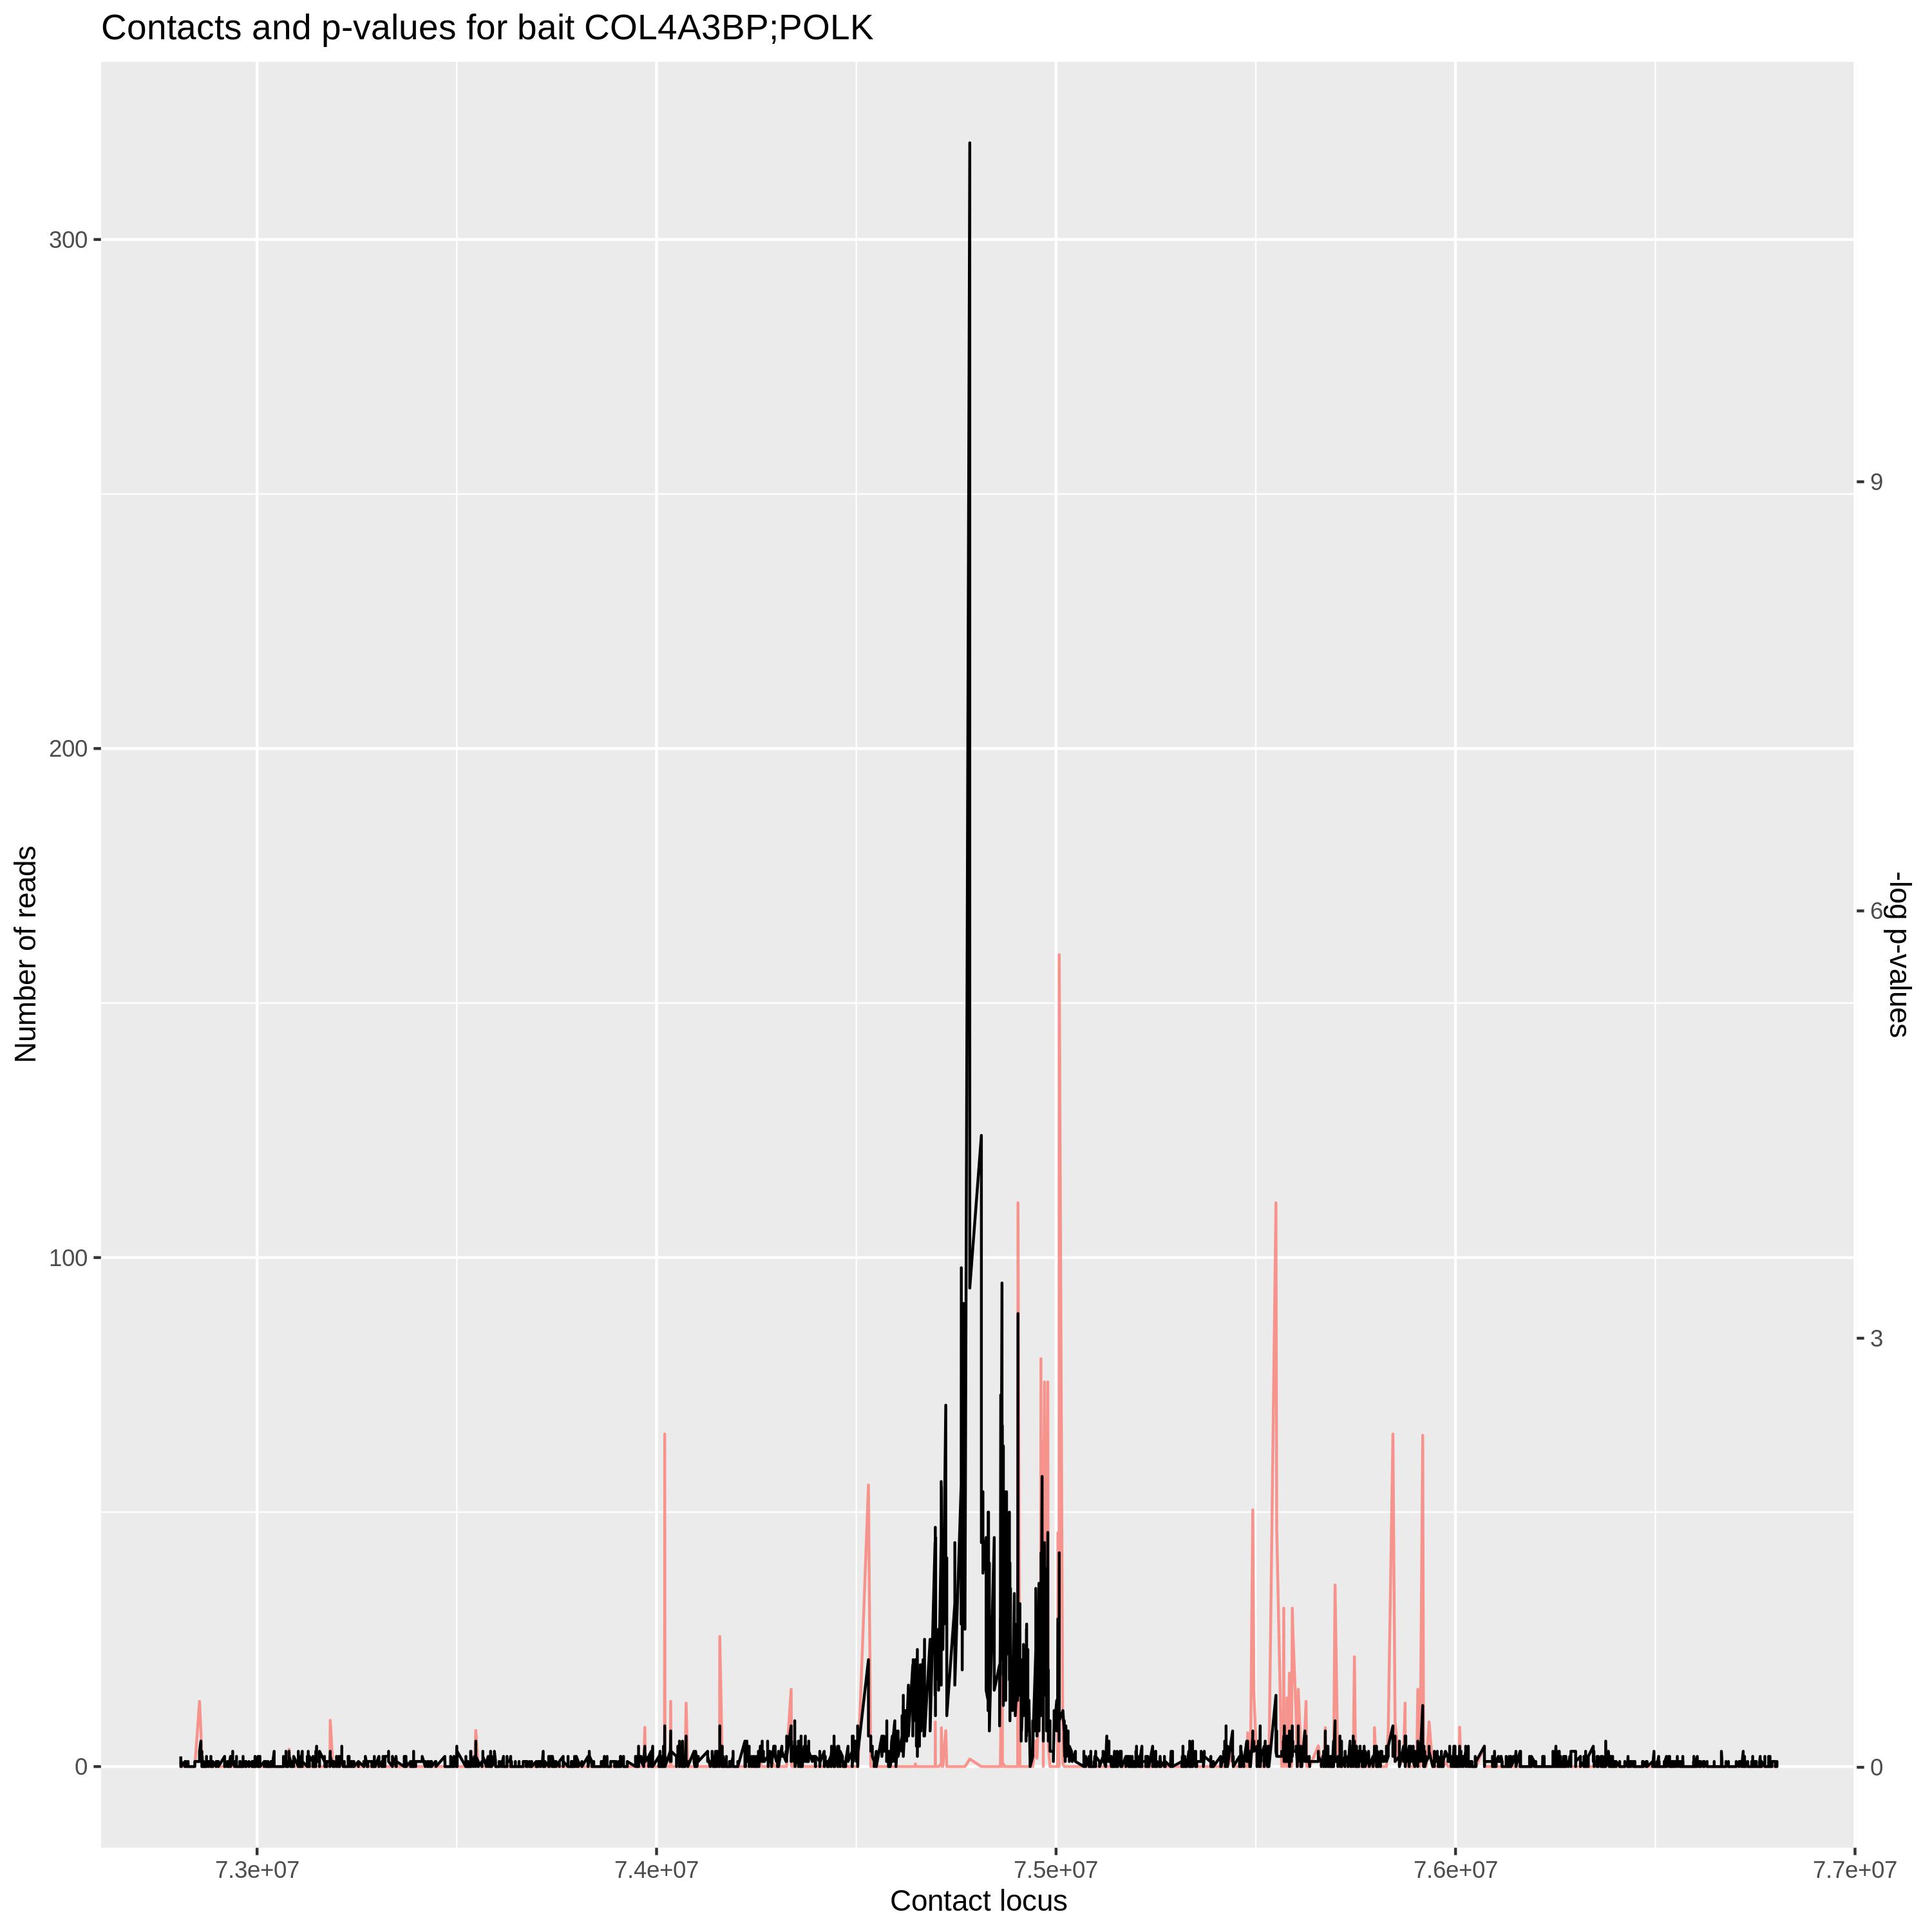 Contacts and p-values for bait COL4A3BP;POLK
300
200
100
0
Number of reads
9
6
3
0
-log p-values
7.3e+07
7.4e+07
7.5e+07
7.6e+07
7.7e+07
Contact locus